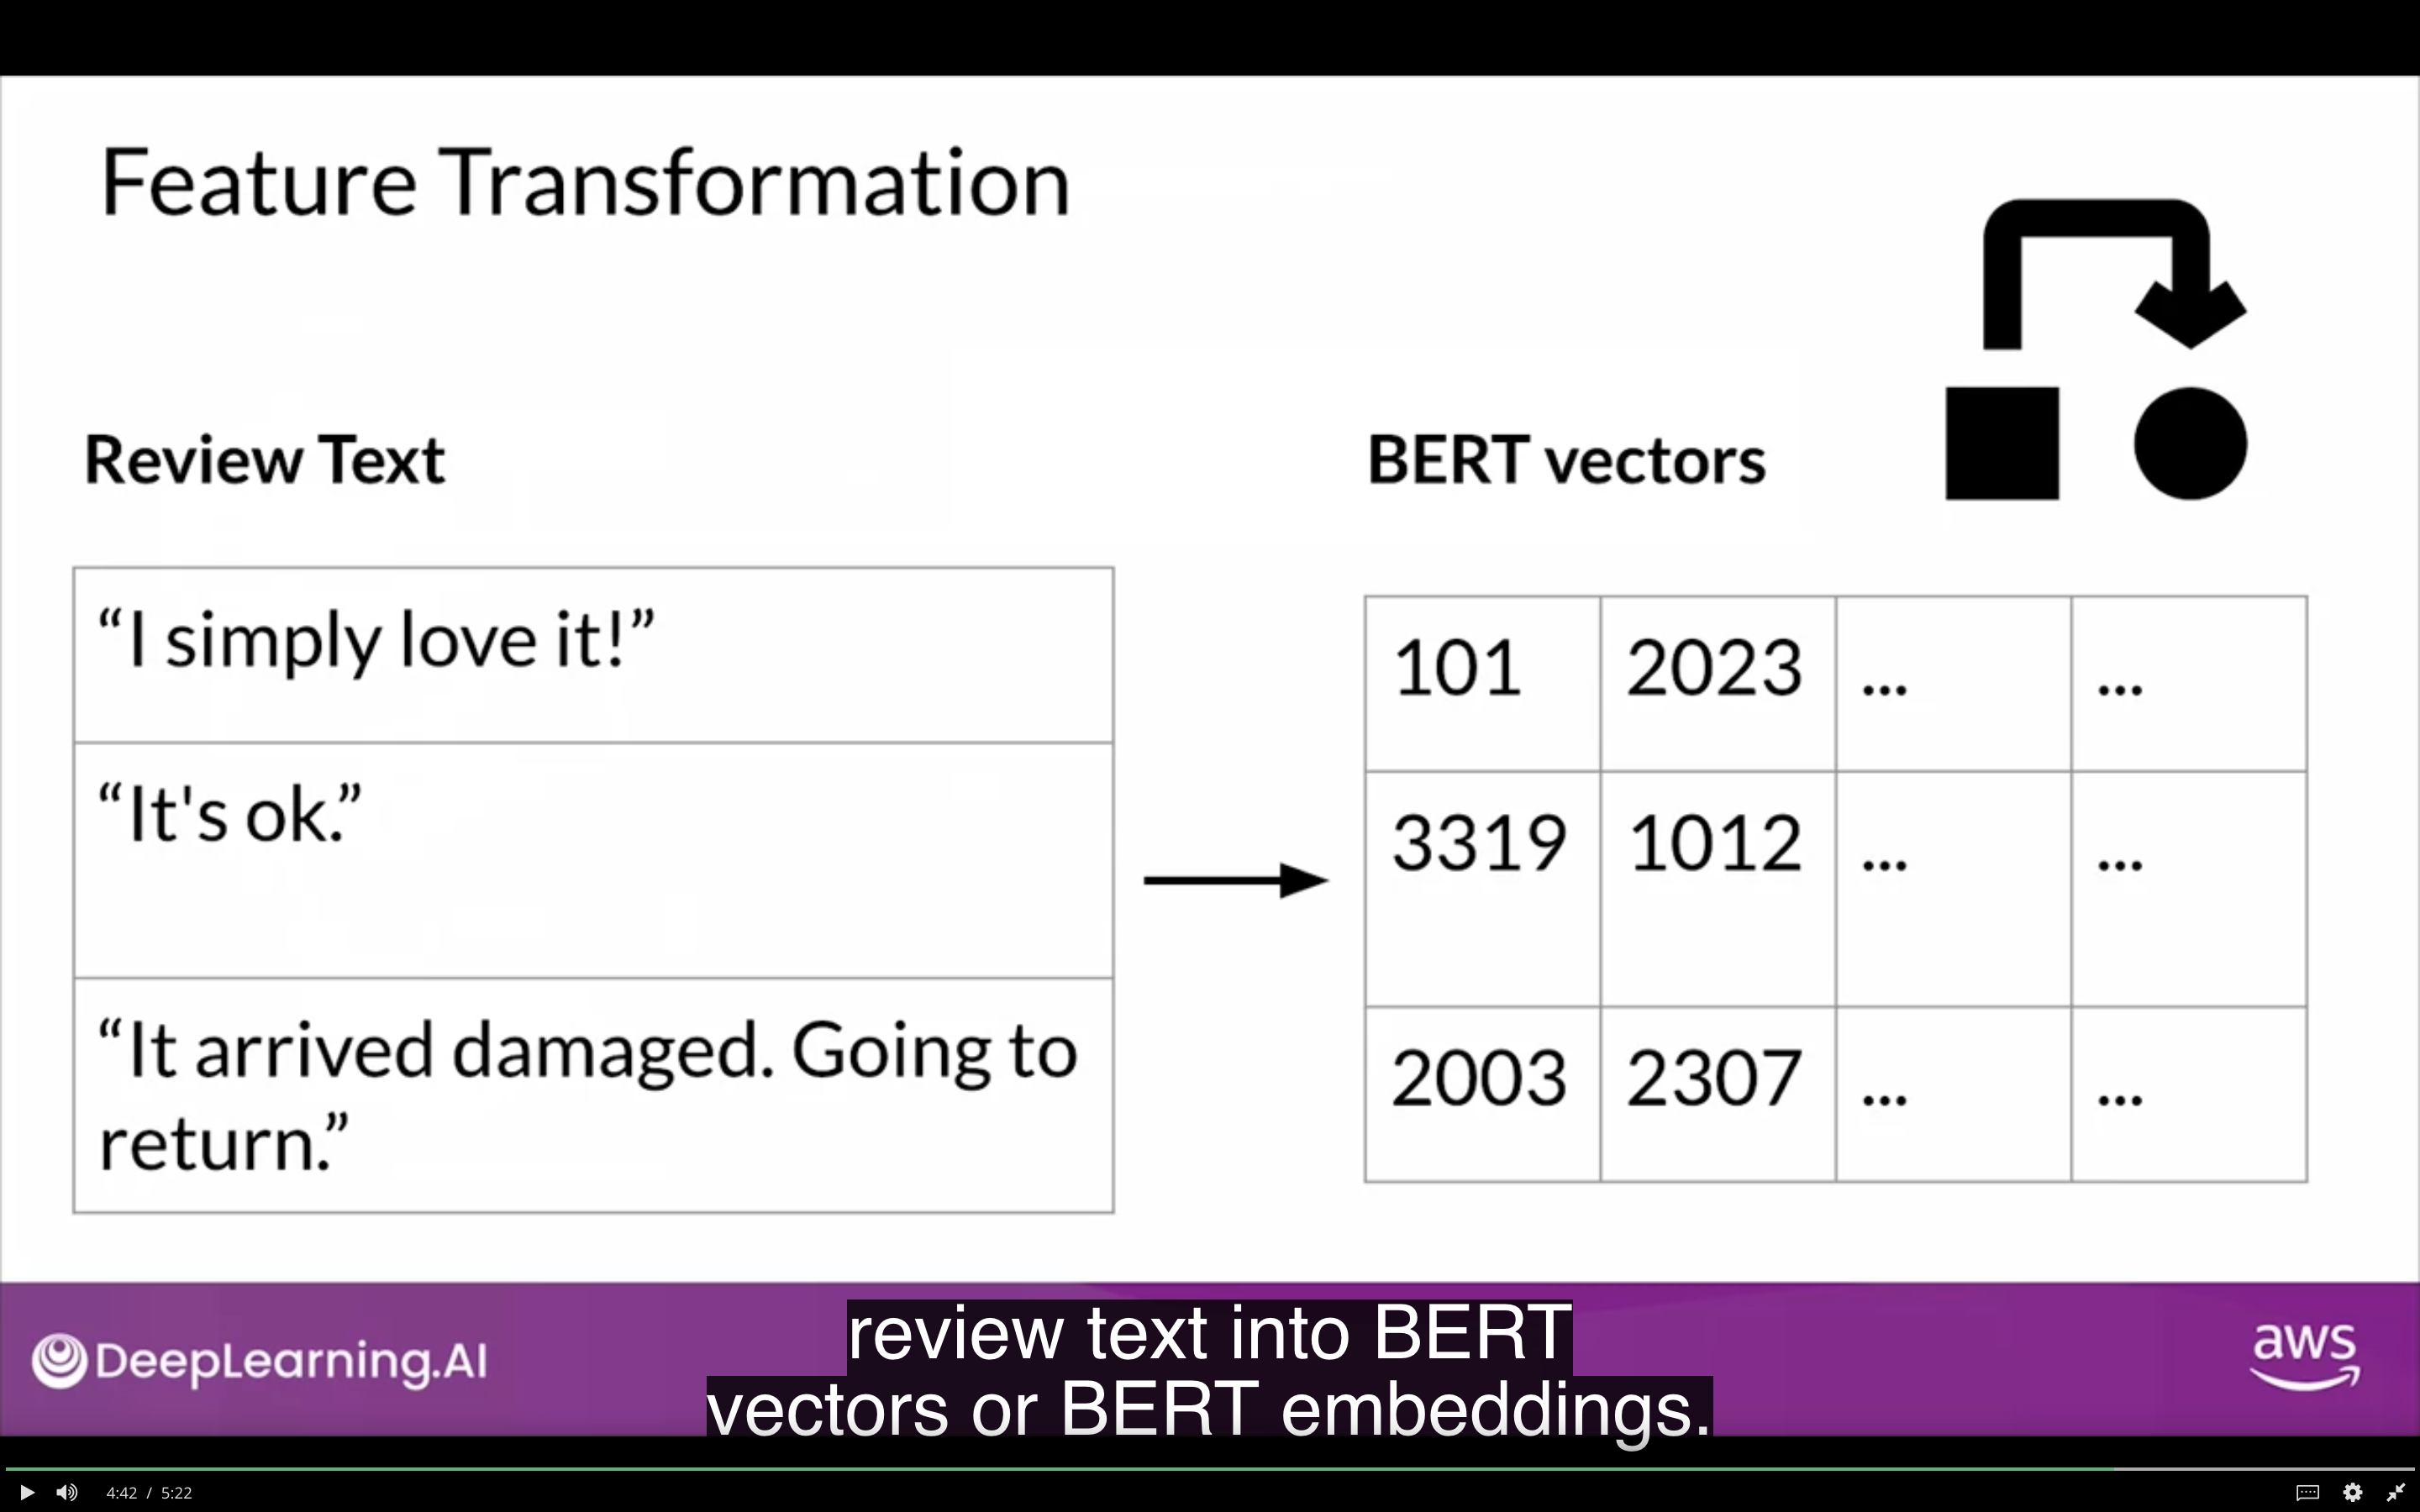 Feature Transformation
Review Text
“I simply love it!”
“It's ok.”
“It arrived damaged. Going to
return.”
BERT vectors
101 2023 ... ...
3319 1012 ... ...
2003 2307 ... ...
DeepLearning.AI
review text into BERT
vectors or BERT embeddings.
aws
4:42 / 5:22